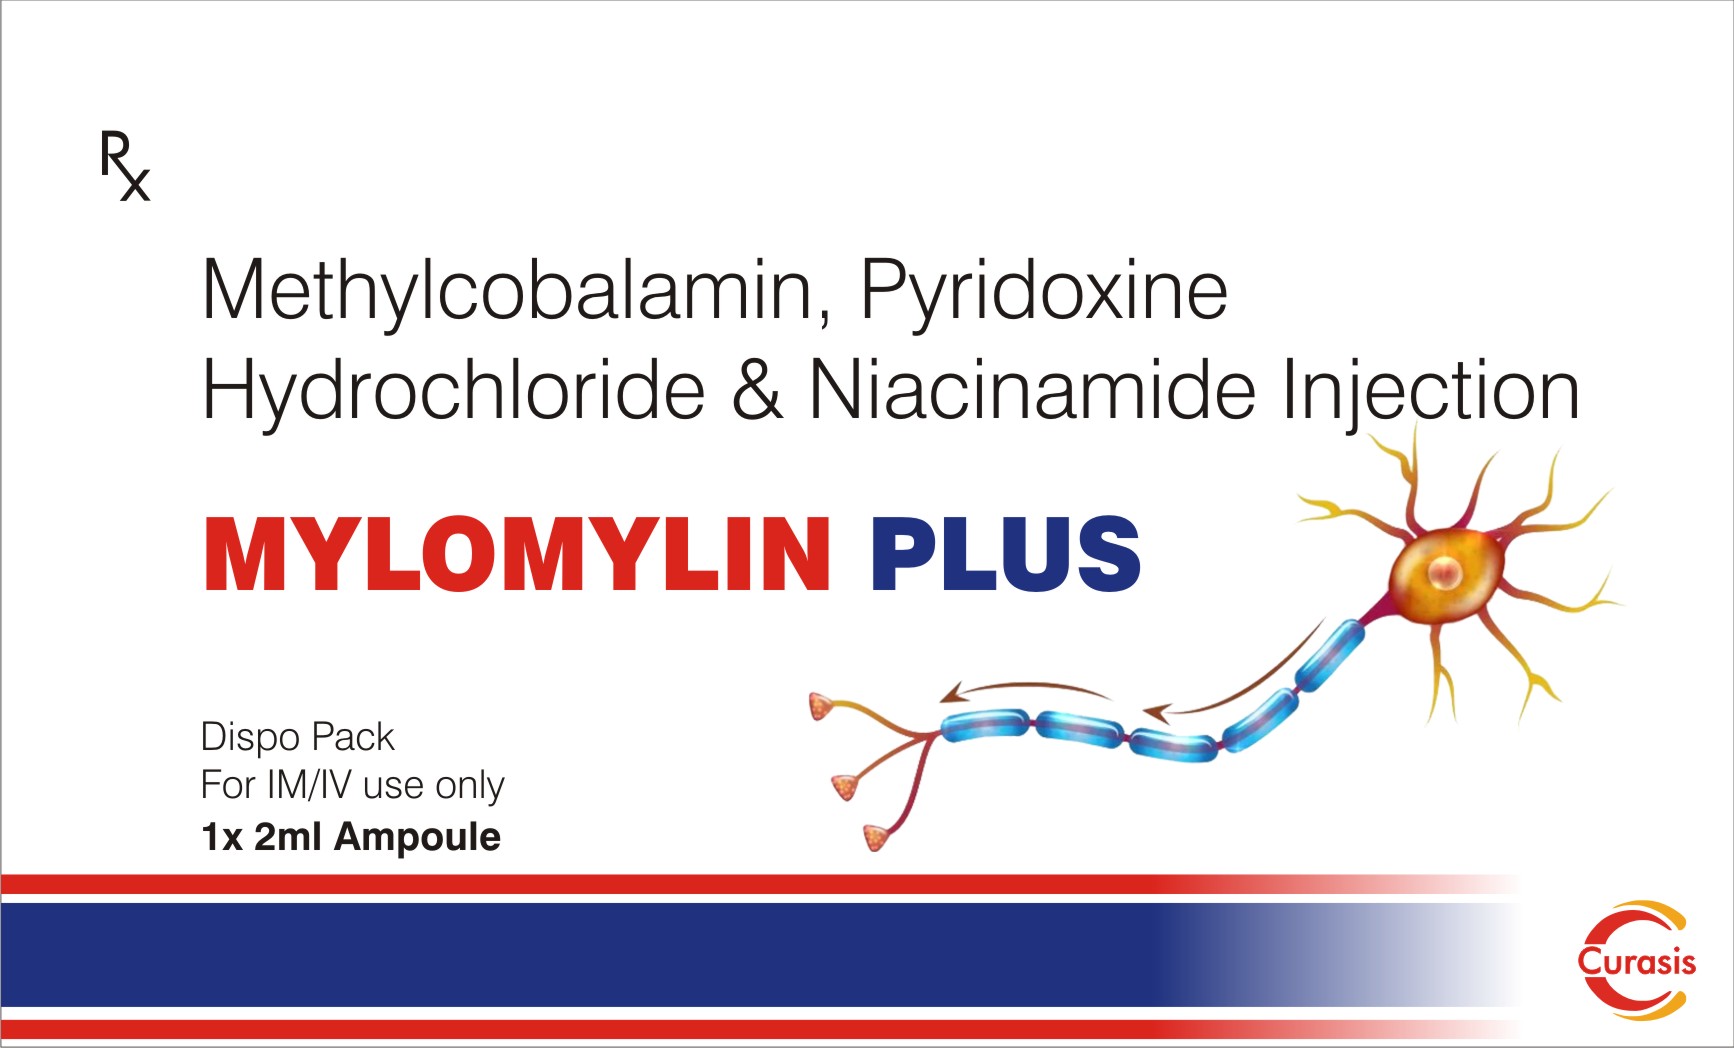 Rx
Methylcobalamin, Pyridoxine
Hydrochloride & Niacinamide Injection
MYLOMYLIN PLUS
Dispo Pack
For IM/IV use only
1x 2ml Ampoule
Curasis